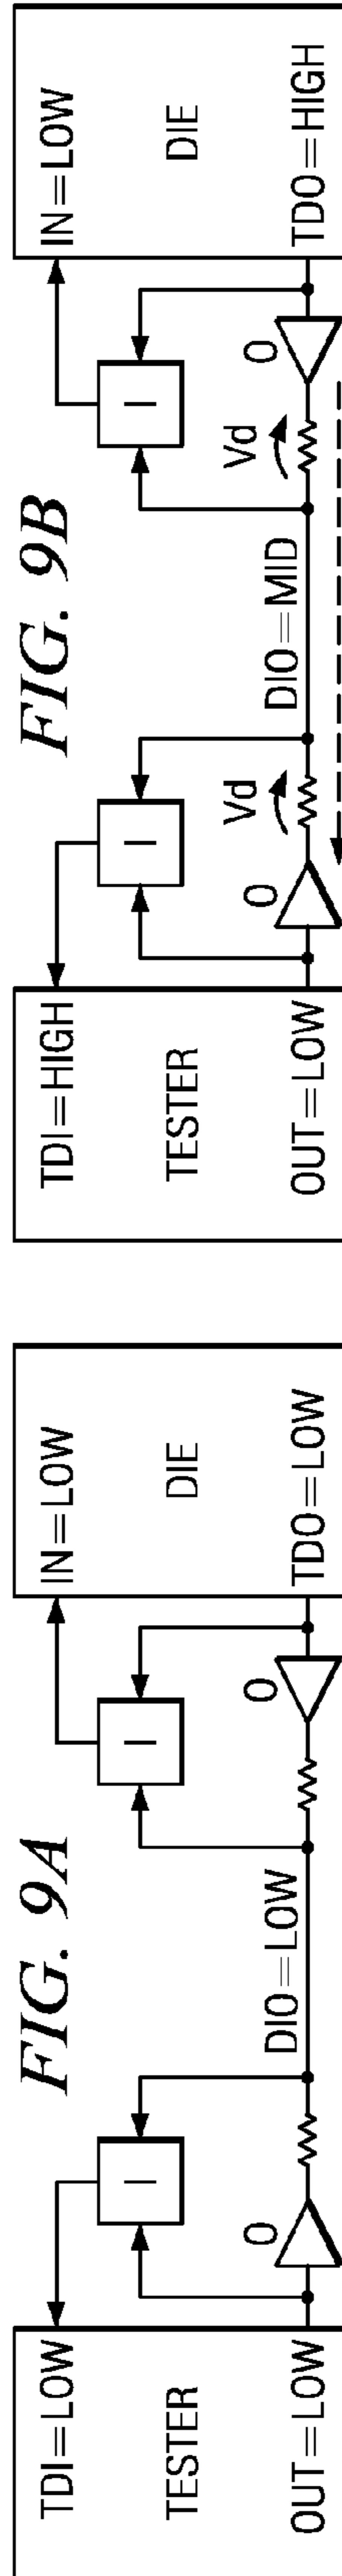 FIG. 9A
TDI=LOW
TESTER
OUT=LOW
I
O
DIO=LOW
I
O
IN=LOW
DIE
TDO=LOW
FIG. 9B
TDI=HIGH
TESTER
OUT=LOW
I
O
Vd
DIO=MID
I
Vd
O
IN=LOW
DIE
TDO=HIGH